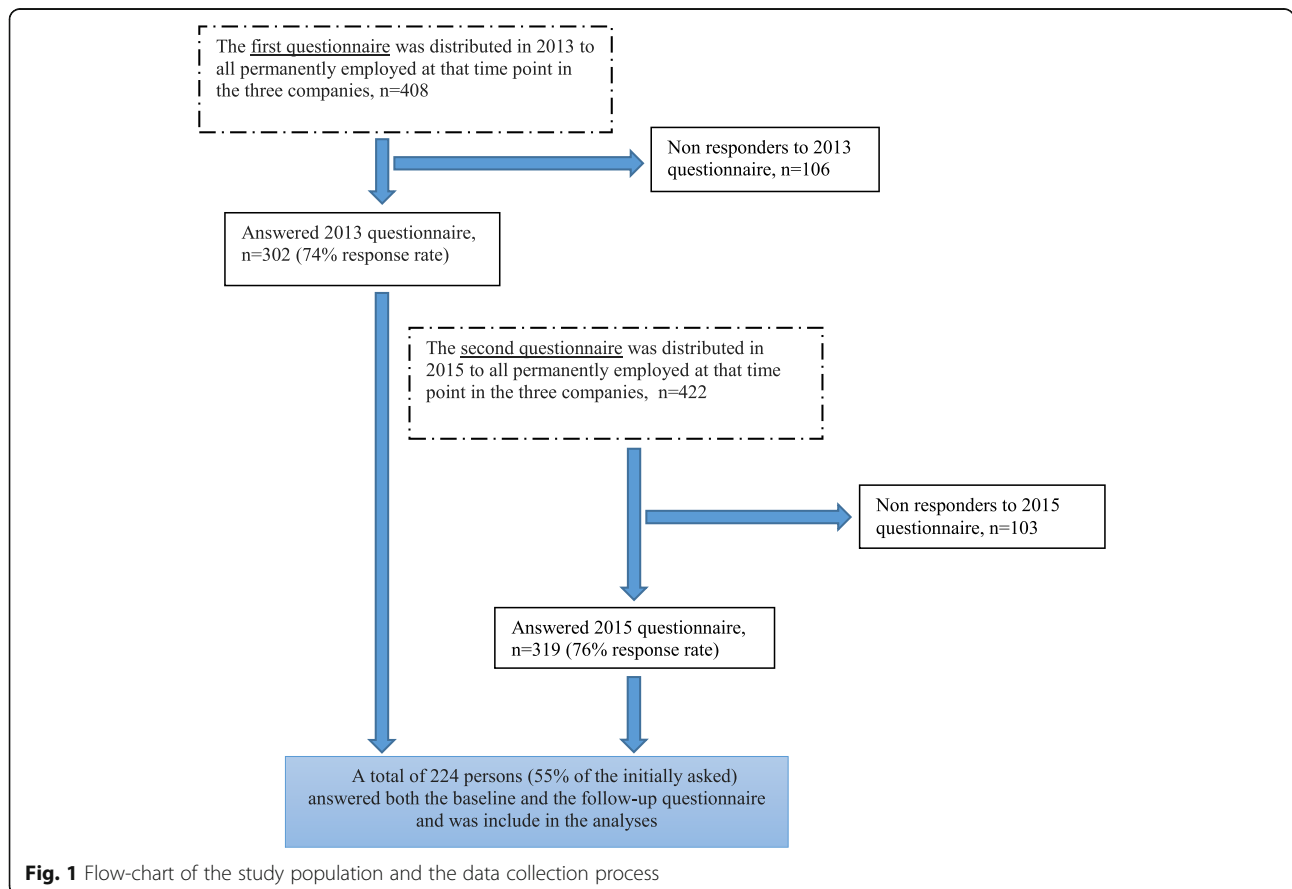 The first questionnaire was distributed in 2013 to
all permanently employed at that time point in
the three companies, n=408
Non responders to 2013
questionnaire, n=106
Answered 2013 questionnaire,
n=302 (74% response rate)
The second questionnaire was distributed in
2015 to all permanently employed at that time
point in the three companies, n=422
Non responders to 2015
questionnaire, n=103
Answered 2015 questionnaire,
n=319 (76% response rate)
A total of 224 persons (55% of the initially asked)
answered both the baseline and the follow-up questionnaire
and was include in the analyses
Fig. 1 Flow-chart of the study population and the data collection process